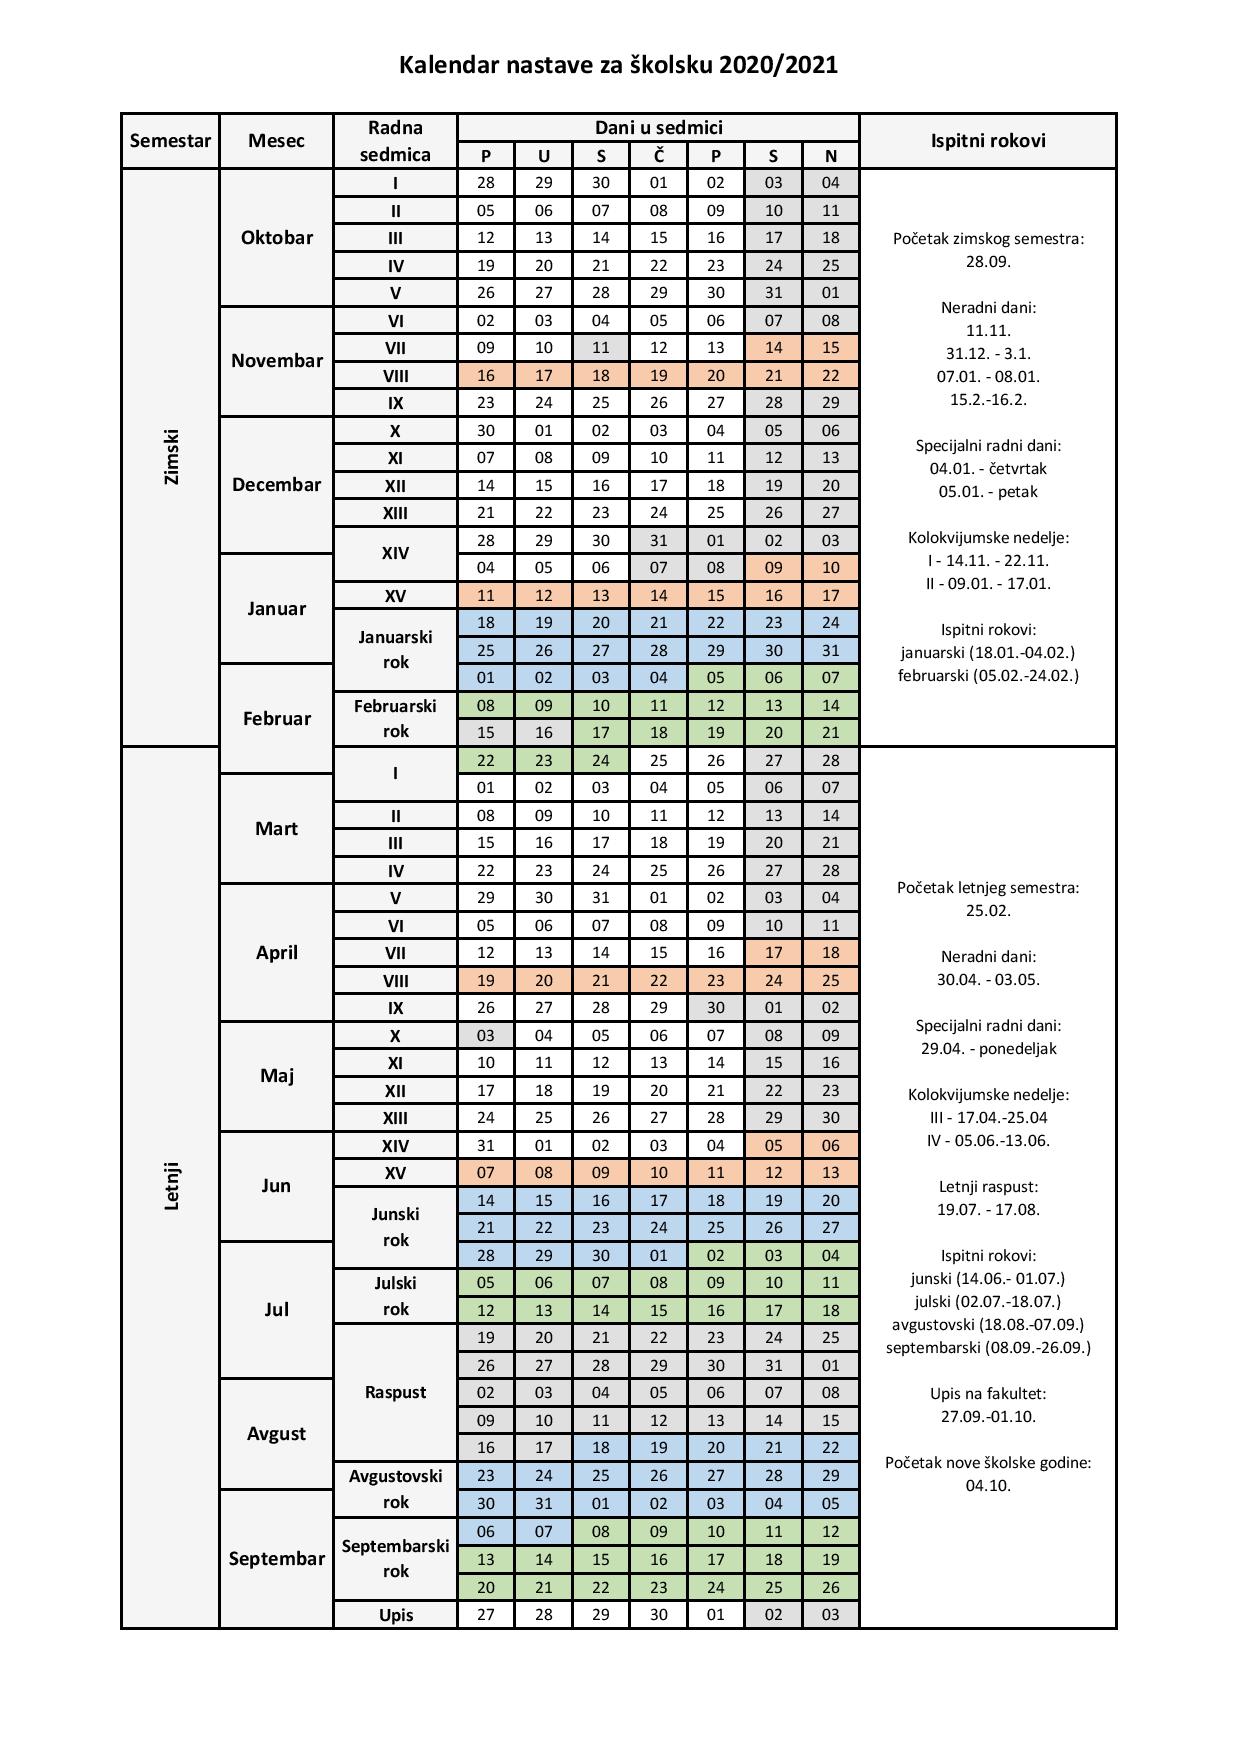 Kalendar nastave za školsku 2020/2021
Semestar Mesec Radna sedmica Dani u sedmici Ispitni rokovi
P U S Č P S N
Zimski
Oktobar
I 28 29 30 01 02 03 04
II 05 06 07 08 09 10 11
III 12 13 14 15 16 17 18
IV 19 20 21 22 23 24 25
V 26 27 28 29 30 31 01
Novembar
VI 02 03 04 05 06 07 08
VII 09 10 11 12 13 14 15
VIII 16 17 18 19 20 21 22
IX 23 24 25 26 27 28 29
Decembar
X 30 01 02 03 04 05 06
XI 07 08 09 10 11 12 13
XII 14 15 16 17 18 19 20
XIII 21 22 23 24 25 26 27
XIV 28 29 30 31 01 02 03
Januar
04 05 06 07 08 09 10
XV 11 12 13 14 15 16 17
Januarski
rok
18 19 20 21 22 23 24
25 26 27 28 29 30 31
Februar
01 02 03 04 05 06 07
Februarski
rok
08 09 10 11 12 13 14
15 16 17 18 19 20 21
Početak zimskog semestra:
28.09.
Neradni dani:
11.11.
31.12. - 3.1.
07.01. - 08.01.
15.2.-16.2.
Specijalni radni dani:
04.01. - četvrtak
05.01. - petak
Kolokvijumske nedelje:
I - 14.11. - 22.11.
II - 09.01. - 17.01.
Ispitni rokovi:
januarski (18.01.-04.02.)
februarski (05.02.-24.02.)
Letnji
I 22 23 24 25 26 27 28
Mart
01 02 03 04 05 06 07
II 08 09 10 11 12 13 14
III 15 16 17 18 19 20 21
IV 22 23 24 25 26 27 28
April
V 29 30 31 01 02 03 04
VI 05 06 07 08 09 10 11
VII 12 13 14 15 16 17 18
VIII 19 20 21 22 23 24 25
IX 26 27 28 29 30 01 02
Maj
X 03 04 05 06 07 08 09
XI 10 11 12 13 14 15 16
XII 17 18 19 20 21 22 23
XIII 24 25 26 27 28 29 30
Jun
XIV 31 01 02 03 04 05 06
XV 07 08 09 10 11 12 13
Junski
rok
14 15 16 17 18 19 20
21 22 23 24 25 26 27
Jul
28 29 30 01 02 03 04
Julski
rok
05 06 07 08 09 10 11
12 13 14 15 16 17 18
Raspust
19 20 21 22 23 24 25
26 27 28 29 30 31 01
Avgust
02 03 04 05 06 07 08
09 10 11 12 13 14 15
16 17 18 19 20 21 22
Avgustovski
rok
23 24 25 26 27 28 29
Septembar
30 31 01 02 03 04 05
Septembarski
rok
06 07 08 09 10 11 12
13 14 15 16 17 18 19
20 21 22 23 24 25 26
Upis 27 28 29 30 01 02 03
Početak letnjeg semestra:
25.02.
Neradni dani:
30.04. - 03.05.
Specijalni radni dani:
29.04. - ponedeljak
Kolokvijumske nedelje:
III - 17.04.-25.04
IV - 05.06.-13.06.
Letnji raspust:
19.07. - 17.08.
Ispitni rokovi:
junski (14.06.- 01.07.)
julski (02.07.-18.07.)
avgustovski (18.08.-07.09.)
septembarski (08.09.-26.09.)
Upis na fakultet:
27.09.-01.10.
Početak nove školske godine:
04.10.